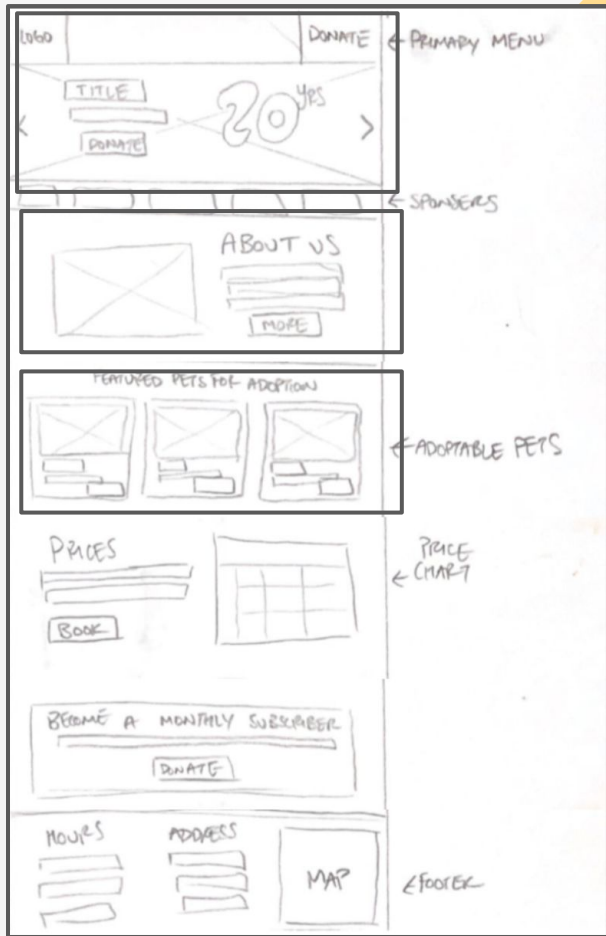 LOGO
DONATE
← PRIMARY MENU
TITLE
20 YRS
< >
DONATE
← SPONSERS
ABOUT US
MORE
FEATURED PETS FOR ADOPTION
← ADOPTABLE PETS
PRICES
PRICE
← CHART
BOOK
BECOME A MONTHLY SUBSCRIBER
DONATE
HOURS
ADDRESS
MAP
← FOOTER